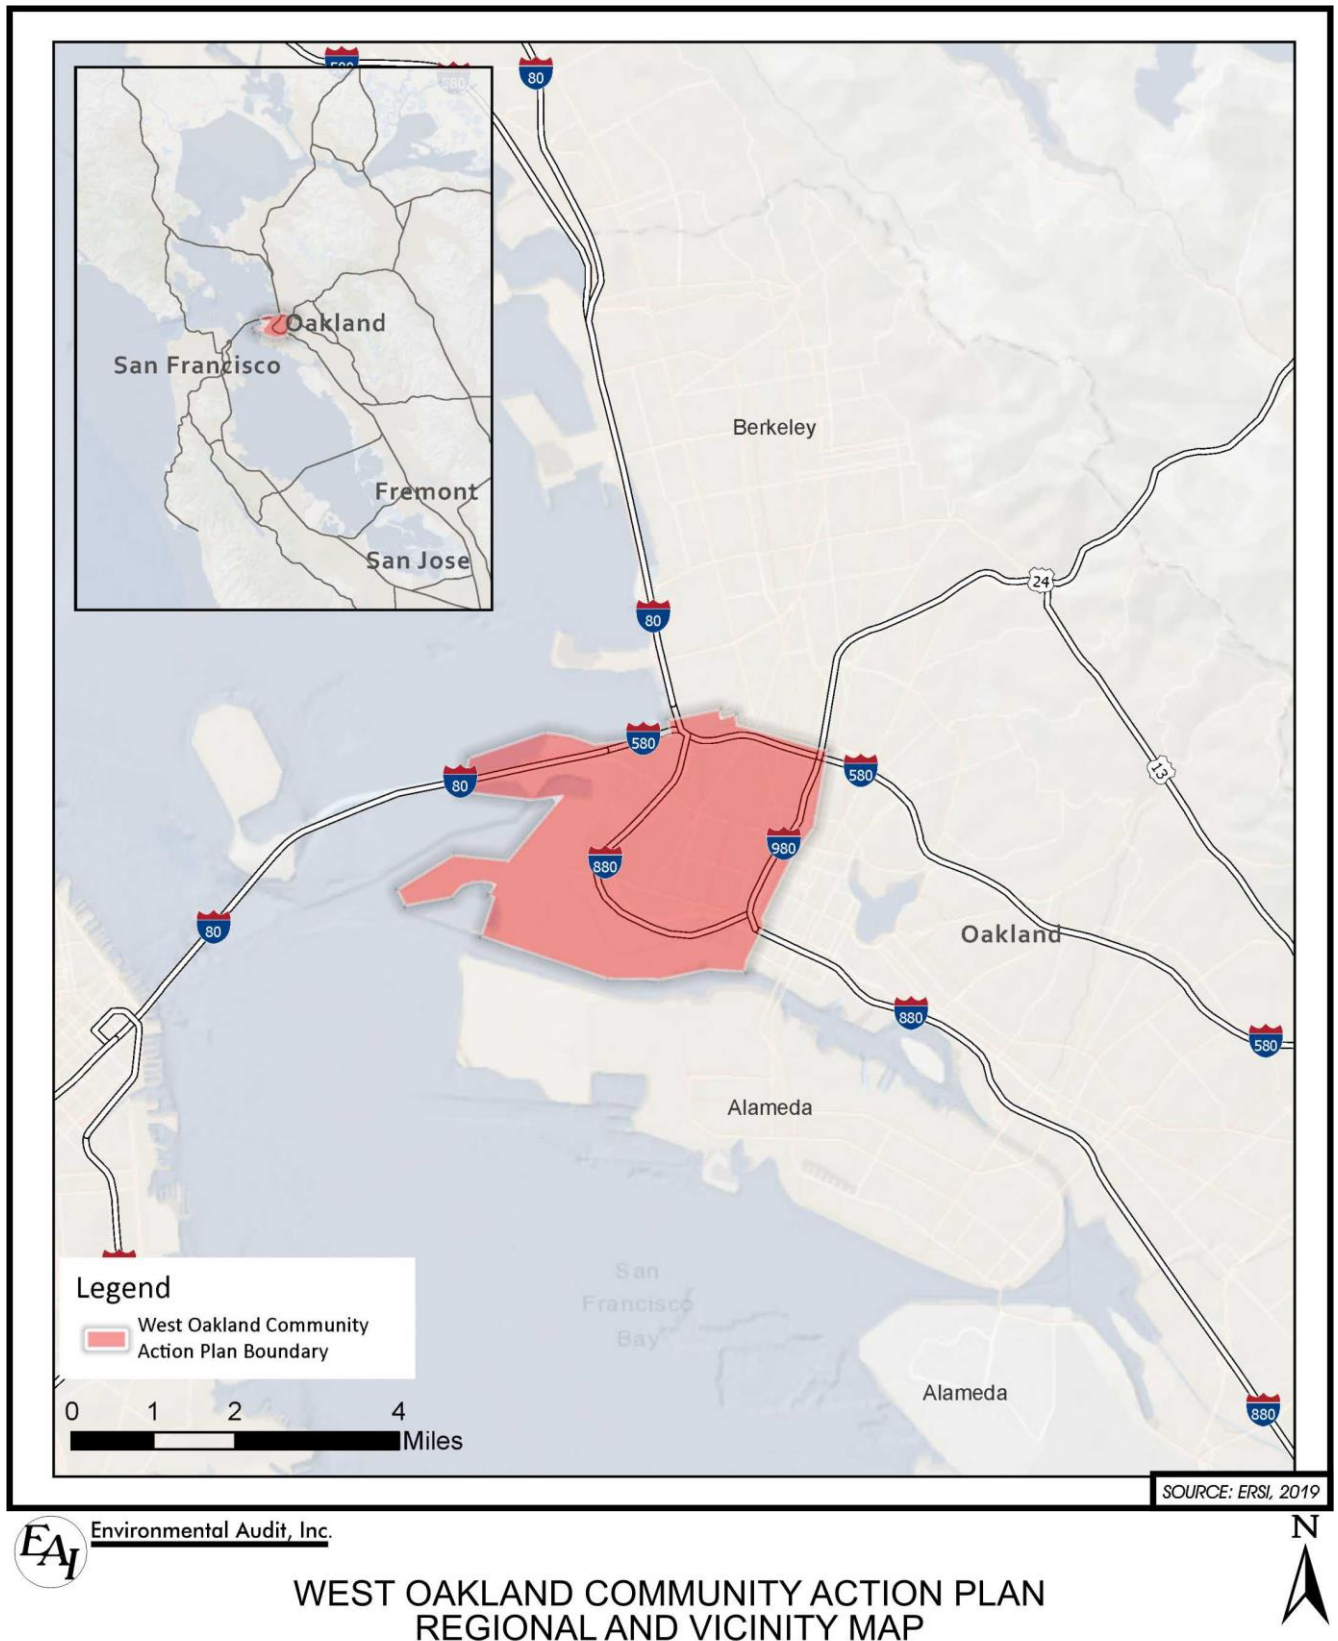 580
580
80
Oakland
San Francisco
Fremont
San Jose
Berkeley
24
80
13
580
580
80
980
880
80
Oakland
880
580
Alameda
San
Francisco
Bay
Legend
West Oakland Community
Action Plan Boundary
Alameda
880
0 1 2 4
Miles
SOURCE: ERSI, 2019
EAI
Environmental Audit, Inc.
N
WEST OAKLAND COMMUNITY ACTION PLAN
REGIONAL AND VICINITY MAP